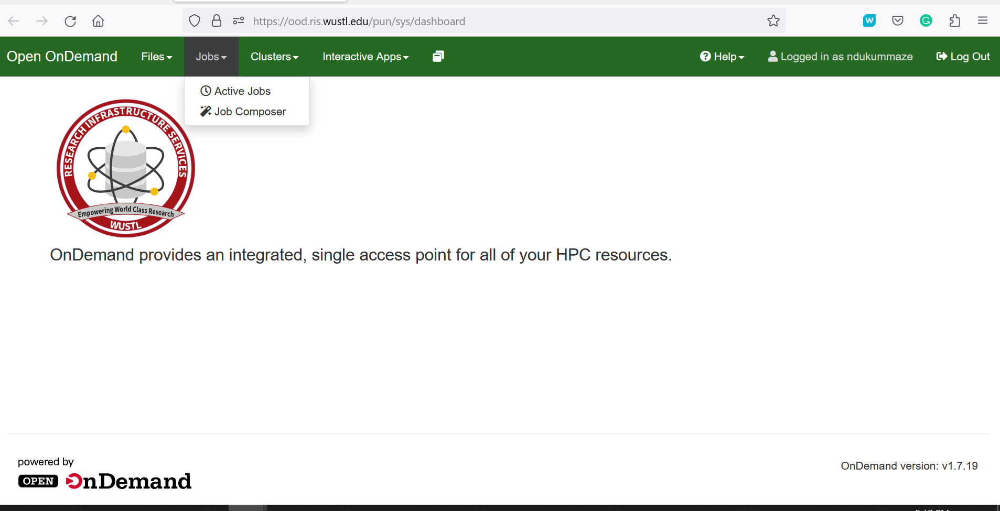 https://ood.ris.wustl.edu/pun/sys/dashboard
W
G
Open OnDemand Files Jobs Clusters Interactive Apps ? Help Logged in as ndukummaze Log Out
Active Jobs
Job Composer
RESEARCH INFRASTRUCTURE SERVICES
Empowering World Class Research
WUSTL
OnDemand provides an integrated, single access point for all of your HPC resources.
powered by
OPEN OnDemand
OnDemand version: v1.7.19